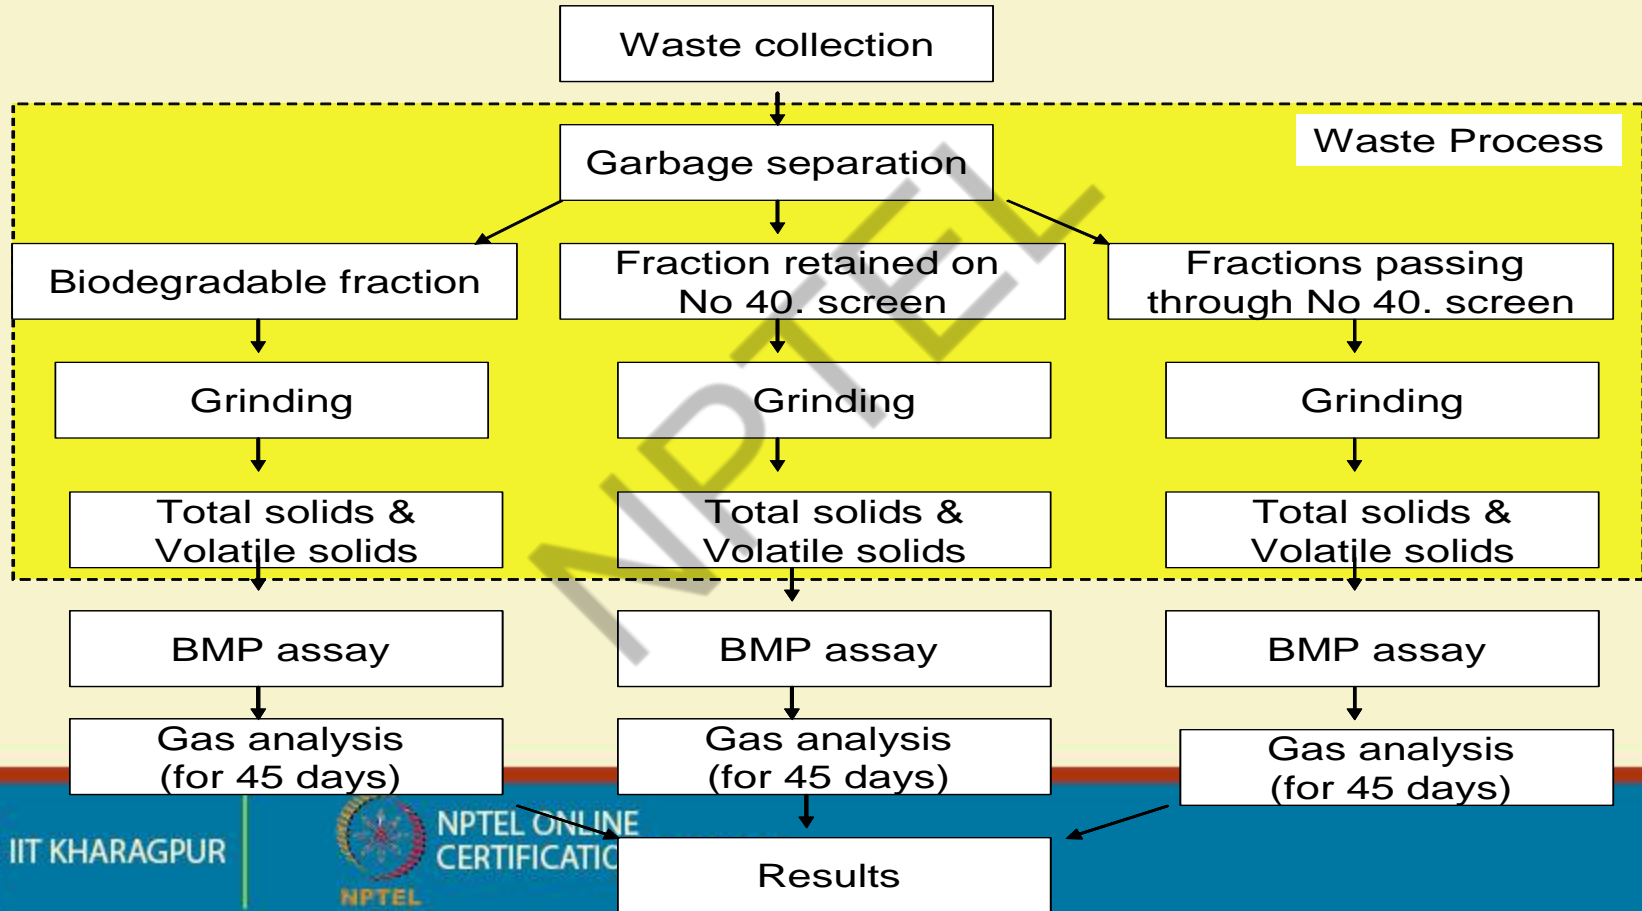 Waste collection
Waste Process
Garbage separation
Biodegradable fraction
Fraction retained on
No 40. screen
Fractions passing
through No 40. screen
Grinding
Grinding
Grinding
Total solids &
Volatile solids
Total solids &
Volatile solids
Total solids &
Volatile solids
BMP assay
BMP assay
BMP assay
Gas analysis
(for 45 days)
Gas analysis
(for 45 days)
Gas analysis
(for 45 days)
Results
IIT KHARAGPUR
NPTEL ONLINE
CERTIFICATIC
NPTEL
NPTEL